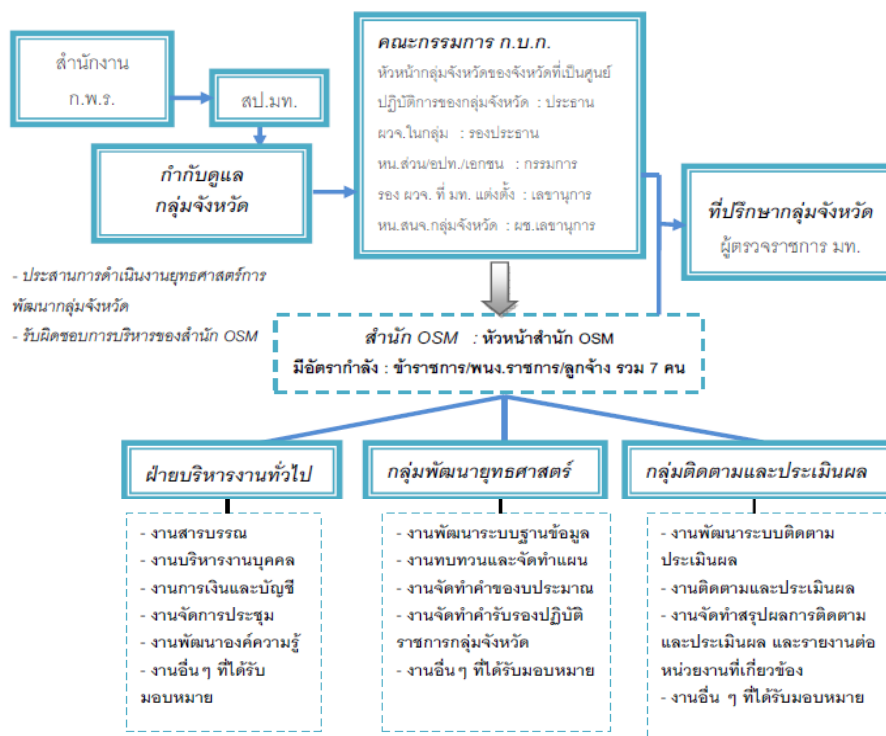 สำนักงาน
ก.พ.ร.
สป.มท.
กำกับดูแล
กลุ่มจังหวัด
- ประสานการดำเนินงานยุทธศาสตร์การ
พัฒนากลุ่มจังหวัด
- รับผิดชอบการบริหารของสำนัก OSM
คณะกรรมการ ก.บ.ก.
หัวหน้ากลุ่มจังหวัดของจังหวัดที่เป็นศูนย์
ปฏิบัติการของกลุ่มจังหวัด : ประธาน
ผวจ.ในกลุ่ม : รองประธาน
หน.ส่วน/อปท./เอกชน : กรรมการ
รอง ผวจ. ที่ มท. แต่งตั้ง : เลขานุการ
หน.สนจ.กลุ่มจังหวัด : ผช.เลขานุการ
ที่ปรึกษากลุ่มจังหวัด
ผู้ตรวจราชการ มท.
สำนัก OSM : หัวหน้าสำนัก OSM
มีอัตรากำลัง : ข้าราชการ/พนง.ราชการ/ลูกจ้าง รวม 7 คน
ฝ่ายบริหารงานทั่วไป
- งานสารบรรณ
- งานบริหารงานบุคคล
- งานการเงินและบัญชี
- งานจัดการประชุม
- งานพัฒนาองค์ความรู้
- งานอื่นๆ ที่ได้รับ
มอบหมาย
กลุ่มพัฒนายุทธศาสตร์
- งานพัฒนาระบบฐานข้อมูล
- งานทบทวนและจัดทำแผน
- งานจัดทำคำของบประมาณ
- งานจัดทำคำรับรองปฏิบัติ
ราชการกลุ่มจังหวัด
- งานอื่นๆ ที่ได้รับมอบหมาย
กลุ่มติดตามและประเมินผล
- งานพัฒนาระบบติดตาม
ประเมินผล
- งานติดตามและประเมินผล
- งานจัดทำสรุปผลการติดตาม
และประเมินผล และรายงานต่อ
หน่วยงานที่เกี่ยวข้อง
- งานอื่น ๆ ที่ได้รับมอบหมาย